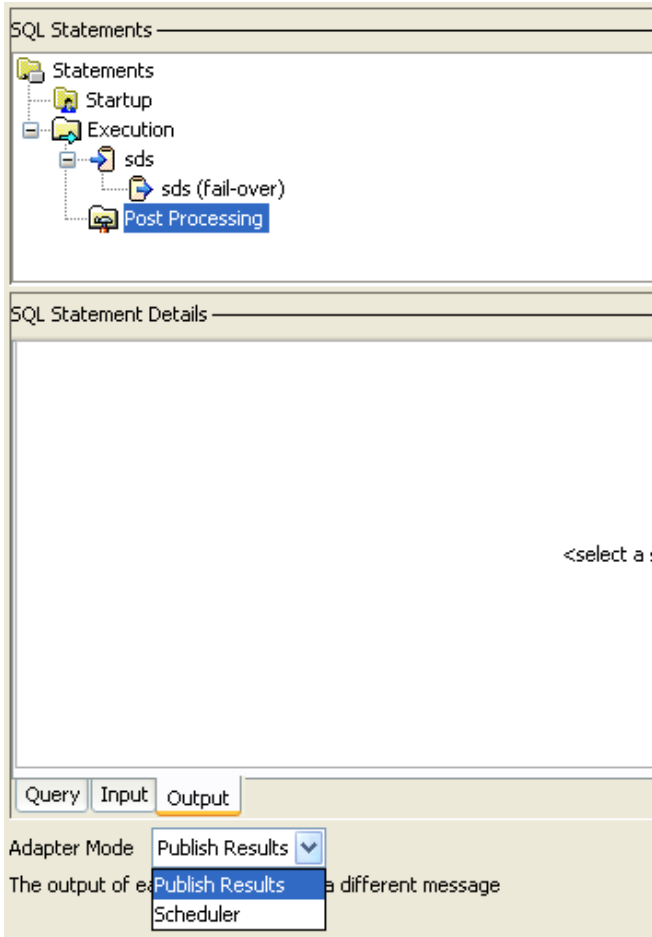 SQL Statements
Statements
Startup
Execution
sds
sds (fail-over)
Post Processing
SQL Statement Details
<select a
Query Input Output
Adapter Mode Publish Results
The output of ea Publish Results a different message
Scheduler